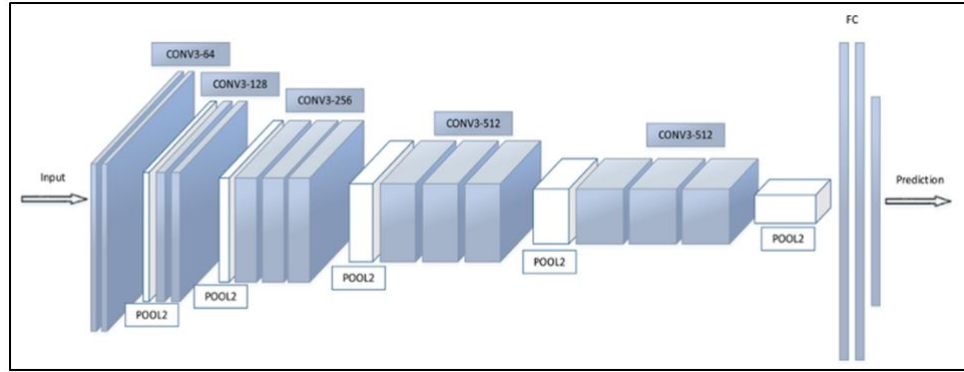 FC
CONV3-64
CONV3-128
CONV3-256
CONV3-512
CONV3-512
Input
Prediction
POOL2
POOL2
POOL2
POOL2
POOL2